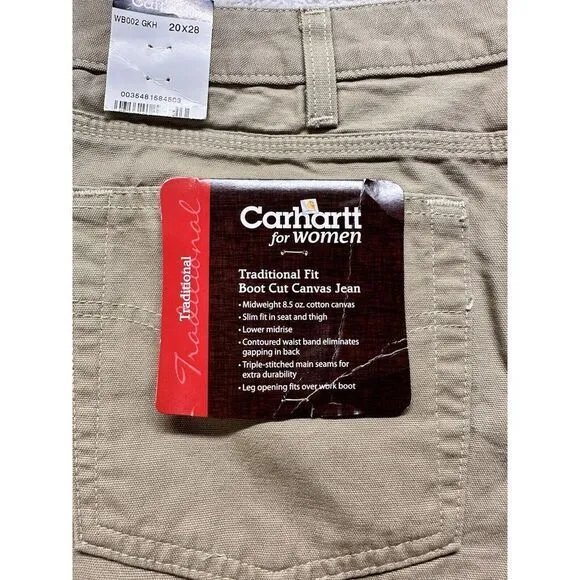 Carhartt
WB002 GKH 20X28
0035481584503
Traditional
Traditional
Carhartt
for women
Traditional Fit
Boot Cut Canvas Jean
• Midweight 8.5 oz. cotton canvas
• Slim fit in seat and thigh
• Lower midrise
• Contoured waist band eliminates
gapping in back
• Triple-stitched main seams for
extra durability
• Leg opening fits over work boot